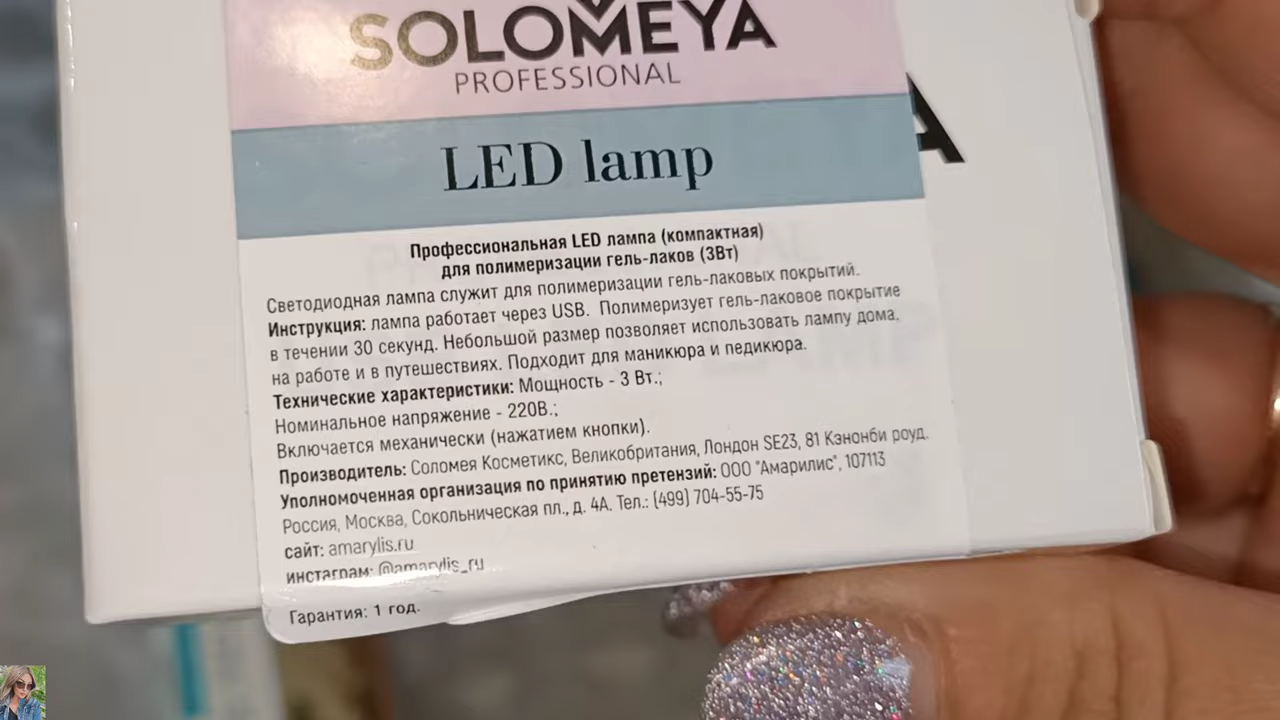 SOLOMEYA
PROFESSIONAL
LED lamp
A
Профессиональная LED лампа (компактная)
для полимеризации гель-лаков (3Вт)
Светодиодная лампа служит для полимеризации гель-лаковых покрытий.
Инструкция: лампа работает через USB. Полимеризует гель-лаковое покрытие
в течении 30 секунд. Небольшой размер позволяет использовать лампу дома,
на работе и в путешествиях. Подходит для маникюра и педикюра.
Технические характеристики: Мощность - 3 Вт.;
Номинальное напряжение - 220В.;
Включается механически (нажатием кнопки).
Производитель: Соломея Косметикс, Великобритания, Лондон SE23, 81 Кэнонби роуд.
Уполномоченная организация по принятию претензий: ООО "Амарилис", 107113
Россия, Москва, Сокольническая пл., д. 4А. Тел.: (499) 704-55-75
сайт: amarylis.ru
инстаграм: @amarylis_ru
Гарантия: 1 год.